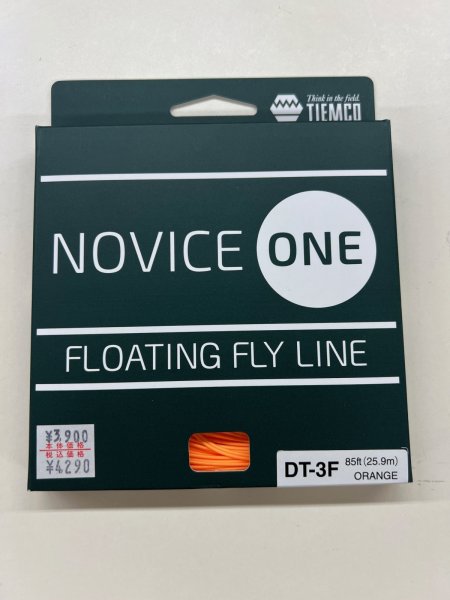 Think in the field.
TIEMCO
NOVICE ONE
FLOATING FLY LINE
¥3,900
本体価格
税込価格
¥4,290
DT-3F 85ft(25.9m)
ORANGE